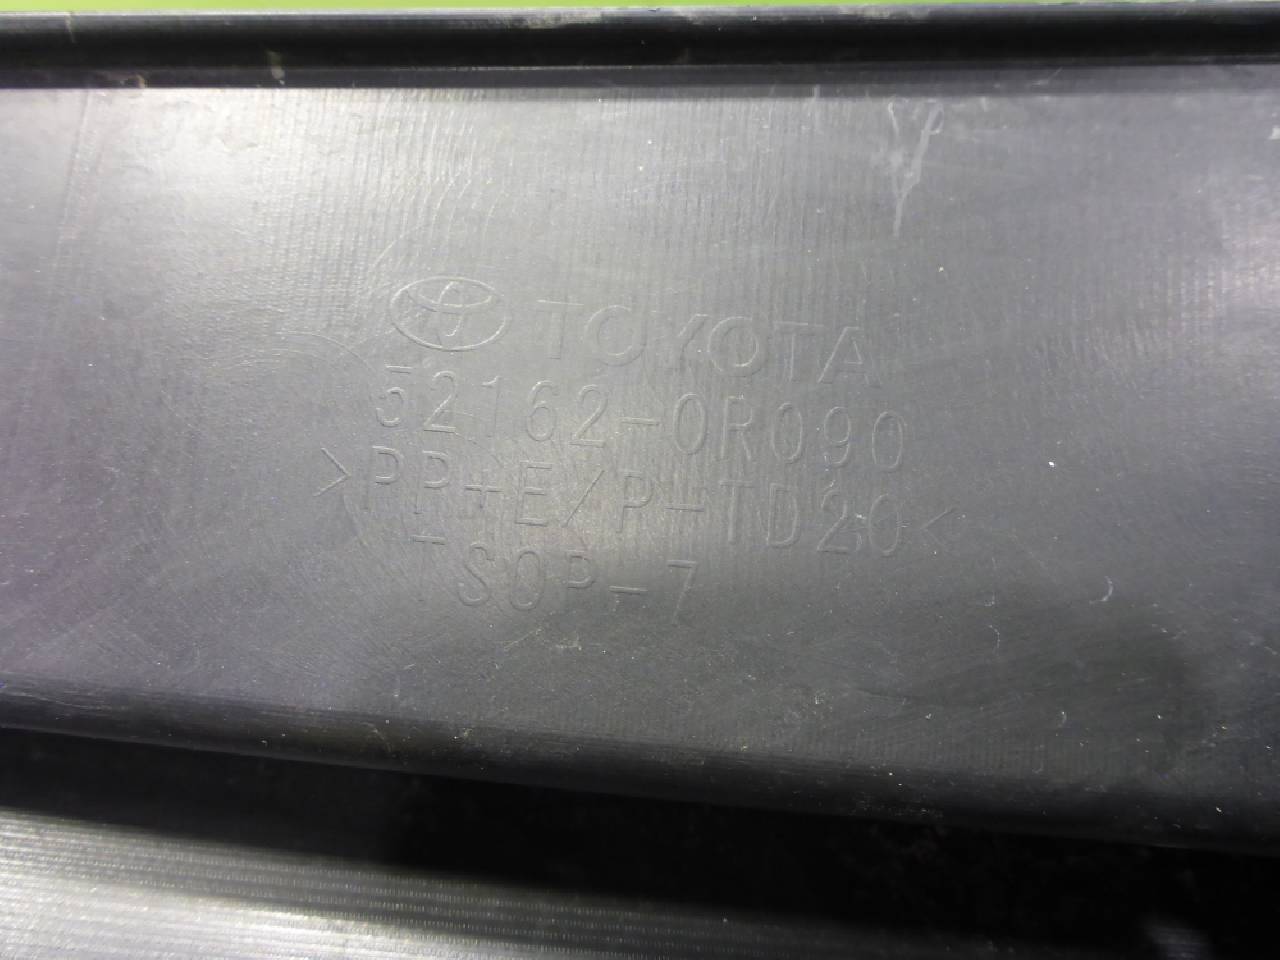 TOYOTA
52162-0R090
>PP+E/P-TD20<
TSOP-7